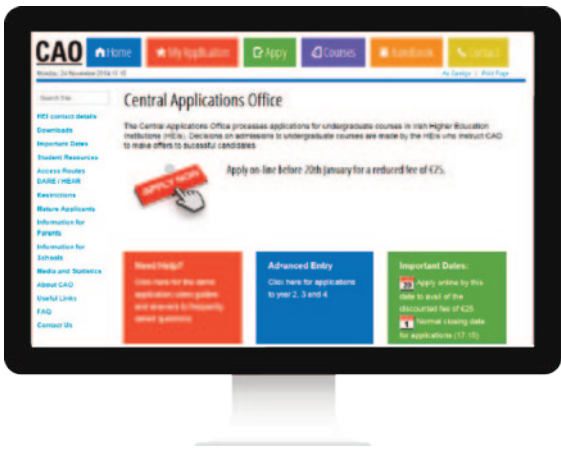 CAO
Home
My Application
Apply
Courses
Handbook
Contact
Monday, 24 November 2014
As Gaeilge | Print Page
Search Site
HEI contact details
Downloads
Important Dates
Student Resources
Access Routes
DARE / HEAR
Restrictions
Mature Applicants
Information for
Parents
Information for
Schools
Media and Statistics
About CAO
Useful Links
FAQ
Contact Us
Central Applications Office
The Central Applications Office processes applications for undergraduate courses in Irish Higher Education
Institutions (HEIs). Decisions on admissions to undergraduate courses are made by the HEIs who instruct CAO
to make offers to successful candidates.
APPLY NOW
Apply on-line before 20th January for a reduced fee of €25.
Need Help?
Click here for the demo
application, video guides
and answers to frequently
asked questions
Advanced Entry
Click here for applications
to year 2, 3 and 4
Important Dates:
20 Apply online by this
date to avail of the
discounted fee of €25
1 Normal closing date
for applications (17:15)